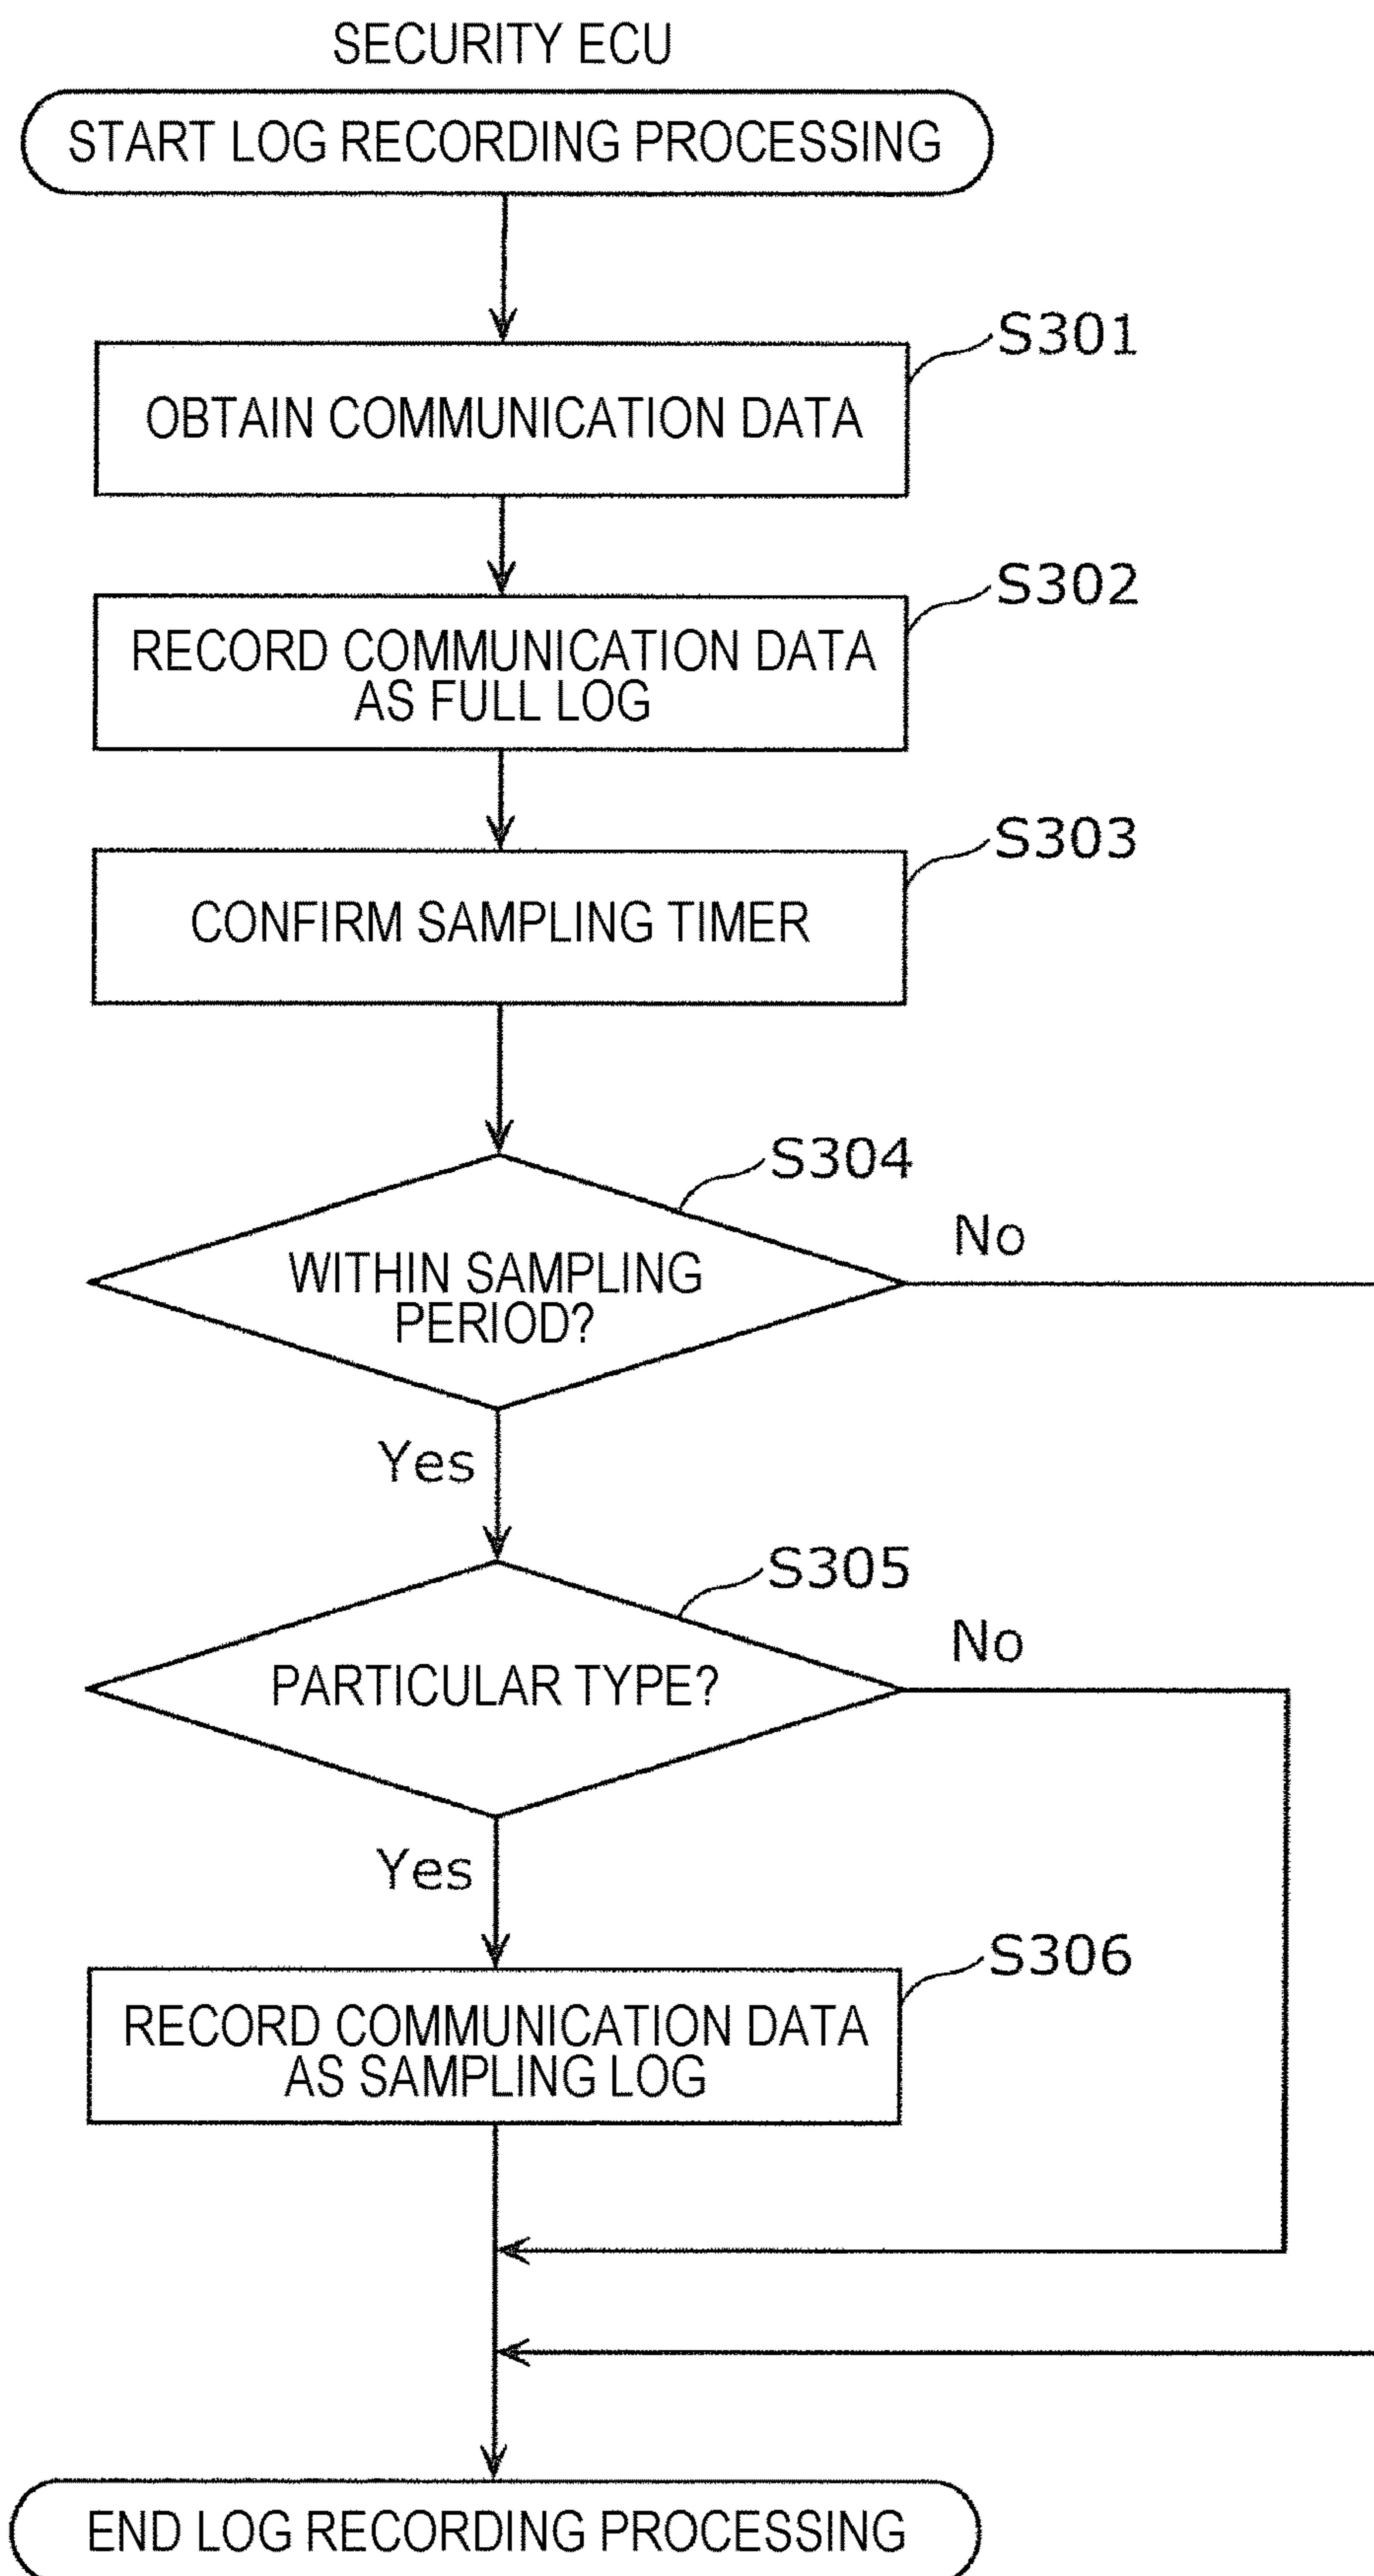 SECURITY ECU
START LOG RECORDING PROCESSING
S301
OBTAIN COMMUNICATION DATA
S302
RECORD COMMUNICATION DATA
AS FULL LOG
S303
CONFIRM SAMPLING TIMER
S304
No
WITHIN SAMPLING
PERIOD?
Yes
S305
No
PARTICULAR TYPE?
Yes
S306
RECORD COMMUNICATION DATA
AS SAMPLING LOG
END LOG RECORDING PROCESSING